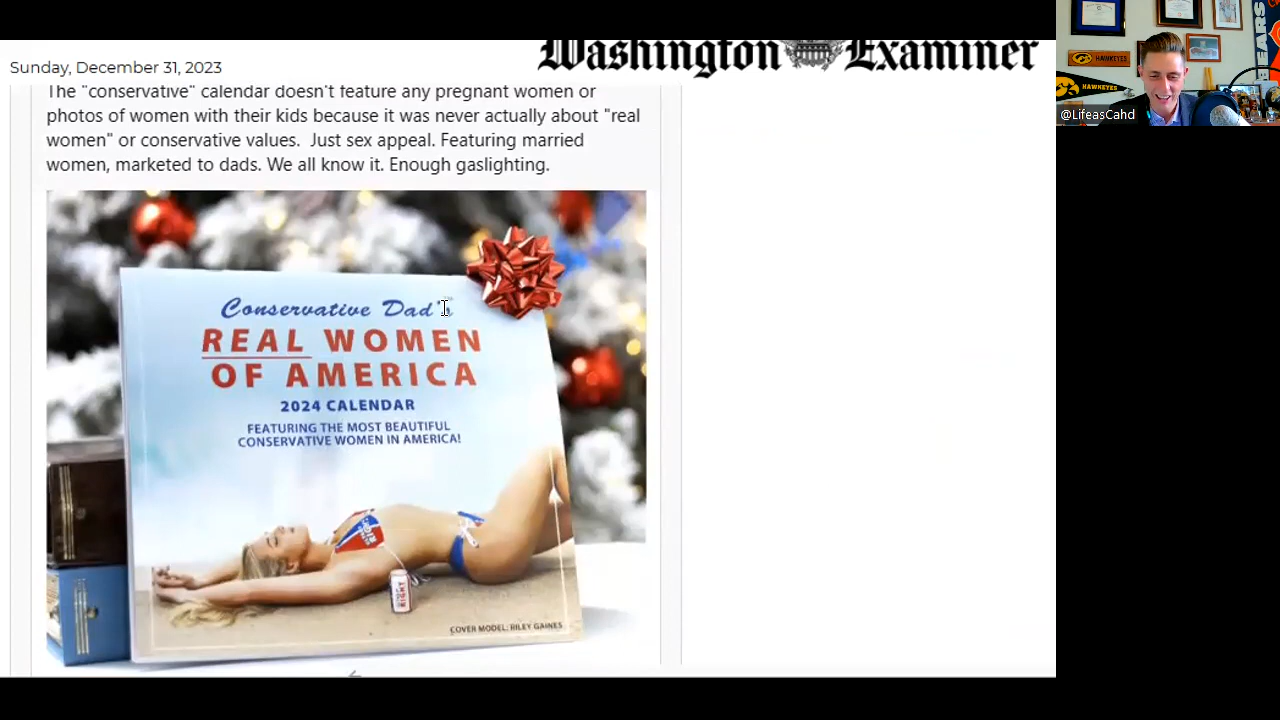 Washington Examiner
Sunday, December 31, 2023
The "conservative" calendar doesn't feature any pregnant women or
photos of women with their kids because it was never actually about "real
women" or conservative values.  Just sex appeal. Featuring married
women, marketed to dads. We all know it. Enough gaslighting.
Conservative Dad's
REAL WOMEN
OF AMERICA
2024 CALENDAR
FEATURING THE MOST BEAUTIFUL
CONSERVATIVE WOMEN IN AMERICA!
COVER MODEL: RILEY GAINES
@LifeasCahd
HAWKEYES
HAWKEYES
BEARS